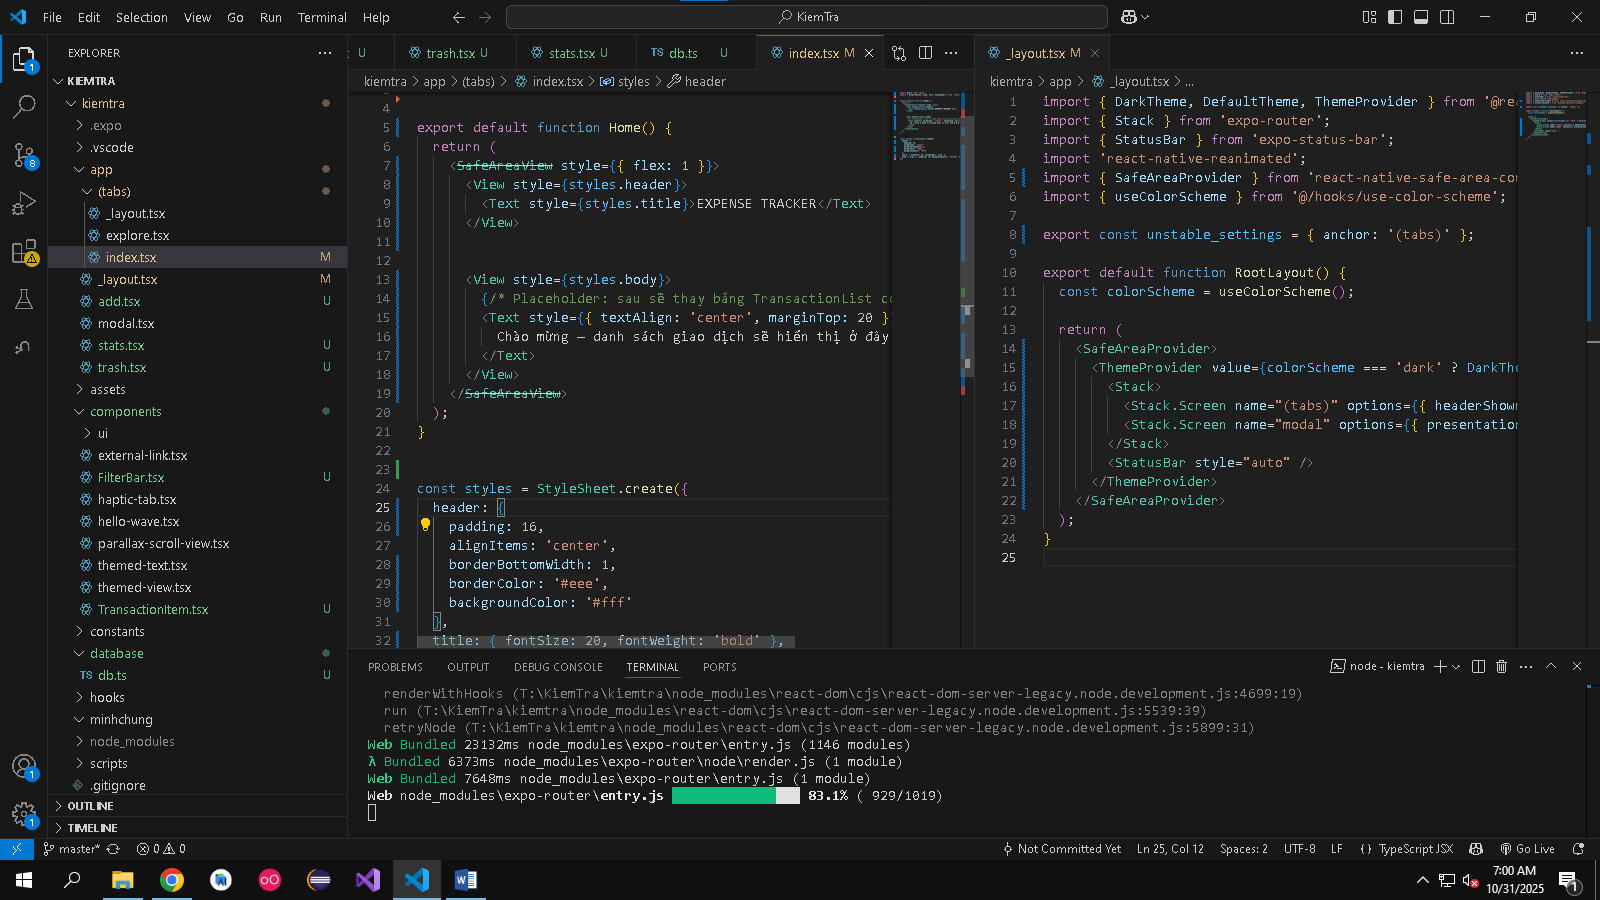 File Edit Selection View Go Run Terminal Help
KiemTra
EXPLORER
KIEMTRA
kiemtra
.expo
.vscode
app
(tabs)
_layout.tsx
explore.tsx
index.tsx M
_layout.tsx M
add.tsx U
modal.tsx
stats.tsx U
trash.tsx U
assets
components
ui
external-link.tsx
FilterBar.tsx U
haptic-tab.tsx
hello-wave.tsx
parallax-scroll-view.tsx
themed-text.tsx
themed-view.tsx
TransactionItem.tsx U
constants
database
TS db.ts U
hooks
minhchung
node_modules
scripts
.gitignore
OUTLINE
TIMELINE
U trash.tsx U stats.tsx U TS db.ts U index.tsx M
kiemtra > app > (tabs) > index.tsx > styles > header
4
5 export default function Home() {
6 return (
7 <SafeAreaView style={{ flex: 1 }}>
8 <View style={styles.header}>
9 <Text style={styles.title}>EXPENSE TRACKER</Text>
10 </View>
11
12
13 <View style={styles.body}>
14 {/* Placeholder: sau sẽ thay bằng TransactionList co
15 <Text style={{ textAlign: 'center', marginTop: 20 }
16 Chào mừng – danh sách giao dịch sẽ hiển thị ở đây
17 </Text>
18 </View>
19 </SafeAreaView>
20 );
21 }
22
23
24 const styles = StyleSheet.create({
25 header: {
26 padding: 16,
27 alignItems: 'center',
28 borderBottomWidth: 1,
29 borderColor: '#eee',
30 backgroundColor: '#fff'
31 },
32 title: { fontSize: 20, fontWeight: 'bold' },
_layout.tsx M
kiemtra > app > _layout.tsx > ...
1 import { DarkTheme, DefaultTheme, ThemeProvider } from '@re
2 import { Stack } from 'expo-router';
3 import { StatusBar } from 'expo-status-bar';
4 import 'react-native-reanimated';
5 import { SafeAreaProvider } from 'react-native-safe-area-co
6 import { useColorScheme } from '@/hooks/use-color-scheme';
7
8 export const unstable_settings = { anchor: '(tabs)' };
9
10 export default function RootLayout() {
11 const colorScheme = useColorScheme();
12
13 return (
14 <SafeAreaProvider>
15 <ThemeProvider value={colorScheme === 'dark' ? DarkThe
16 <Stack>
17 <Stack.Screen name="(tabs)" options={{ headerShow
18 <Stack.Screen name="modal" options={{ presentation
19 </Stack>
20 <StatusBar style="auto" />
21 </ThemeProvider>
22 </SafeAreaProvider>
23 );
24 }
25
PROBLEMS OUTPUT DEBUG CONSOLE TERMINAL PORTS
node - kiemtra
renderWithHooks (T:\KiemTra\kiemtra\node_modules\react-dom\cjs\react-dom-server-legacy.node.development.js:4699:19)
run (T:\KiemTra\kiemtra\node_modules\react-dom\cjs\react-dom-server-legacy.node.development.js:5539:39)
retryNode (T:\KiemTra\kiemtra\node_modules\react-dom\cjs\react-dom-server-legacy.node.development.js:5899:31)
Web Bundled 23132ms node_modules\expo-router\entry.js (1146 modules)
λ Bundled 6373ms node_modules\expo-router\node\render.js (1 module)
Web Bundled 7648ms node_modules\expo-router\entry.js (1 module)
Web node_modules\expo-router\entry.js 83.1% ( 929/1019)
master* 0 0
Not Committed Yet Ln 25, Col 12 Spaces: 2 UTF-8 LF {} TypeScript JSX Go Live
7:00 AM
10/31/2025